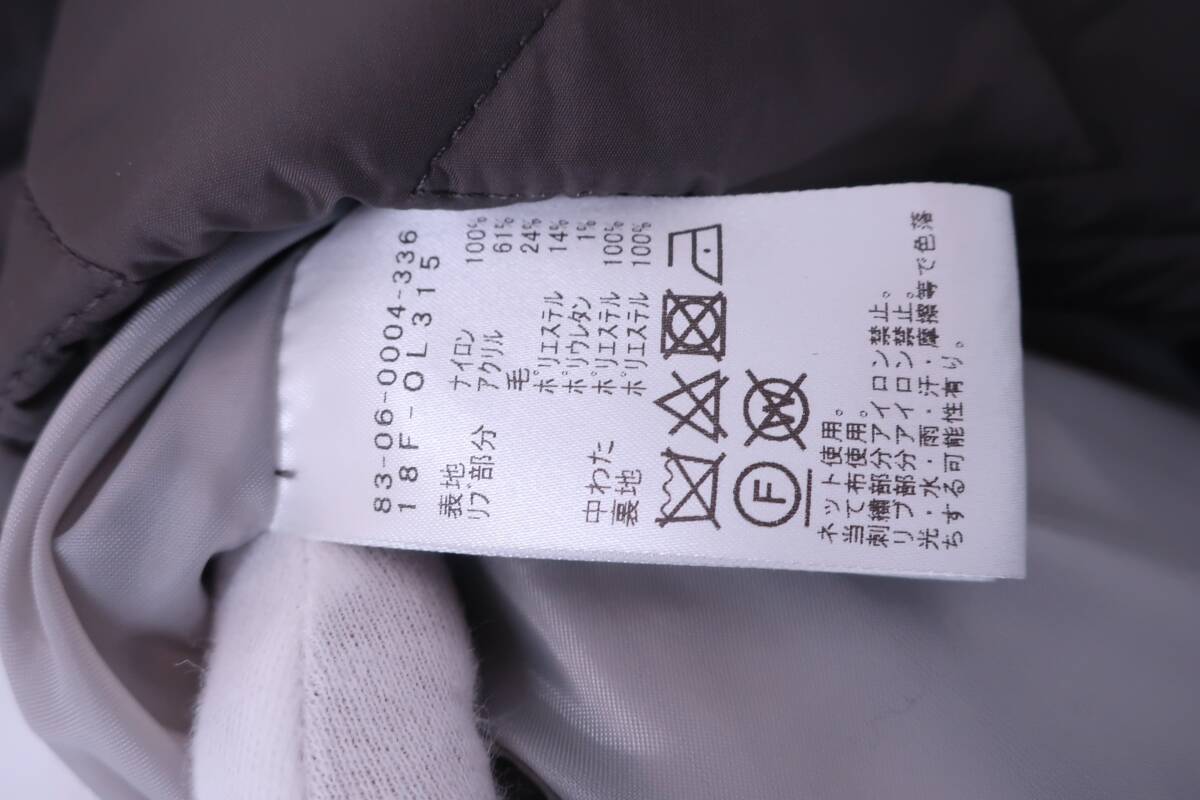 83-06-0004-336
18F-OL315
表地 ナイロン 100%
リブ部分 アクリル 61%
毛 24%
ポリエステル 14%
ポリウレタン 1%
中わた ポリエステル 100%
裏地 ポリエステル 100%
W
F
ネット使用。
当て布使用。
刺繍部分アイロン禁止。
リブ部分アイロン禁止。
光・水・雨・汗・摩擦等で色落
ちする可能性有り。